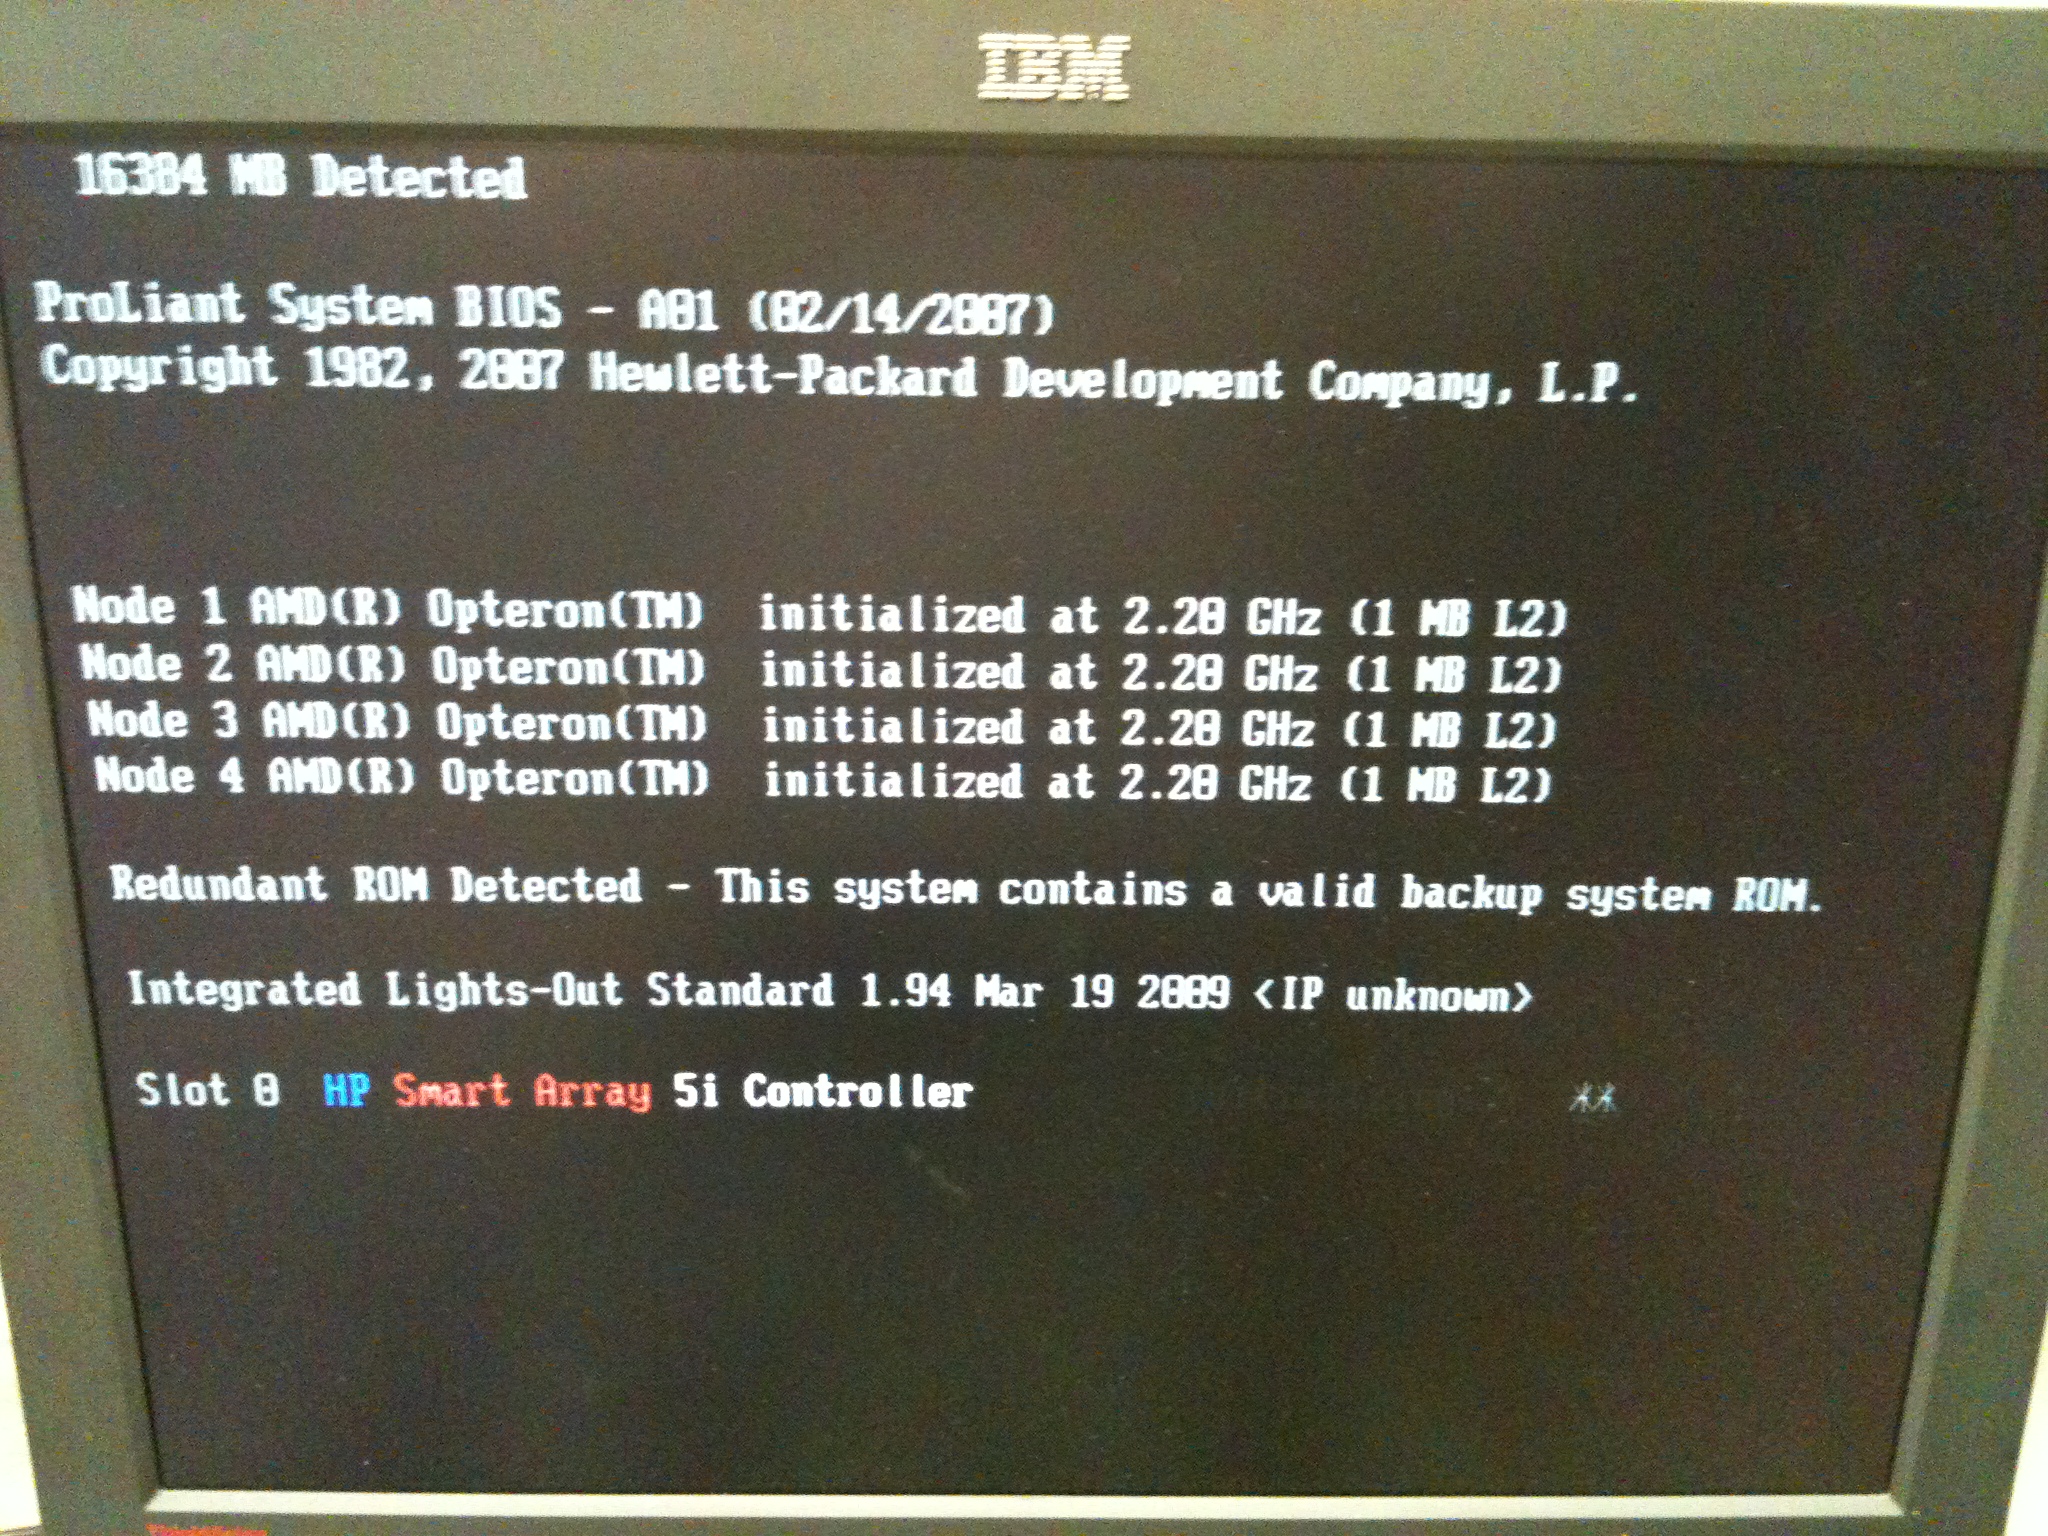 IBM
16384 MB Detected
ProLiant System BIOS - A01 (02/14/2007)
Copyright 1982, 2007 Hewlett-Packard Development Company, L.P.
Node 1 AMD(R) Opteron(TM) initialized at 2.20 GHz (1 MB L2)
Node 2 AMD(R) Opteron(TM) initialized at 2.20 GHz (1 MB L2)
Node 3 AMD(R) Opteron(TM) initialized at 2.20 GHz (1 MB L2)
Node 4 AMD(R) Opteron(TM) initialized at 2.20 GHz (1 MB L2)
Redundant ROM Detected - This system contains a valid backup system ROM.
Integrated Lights-Out Standard 1.94 Mar 19 2009 <IP unknown>
Slot 0 HP Smart Array 5i Controller